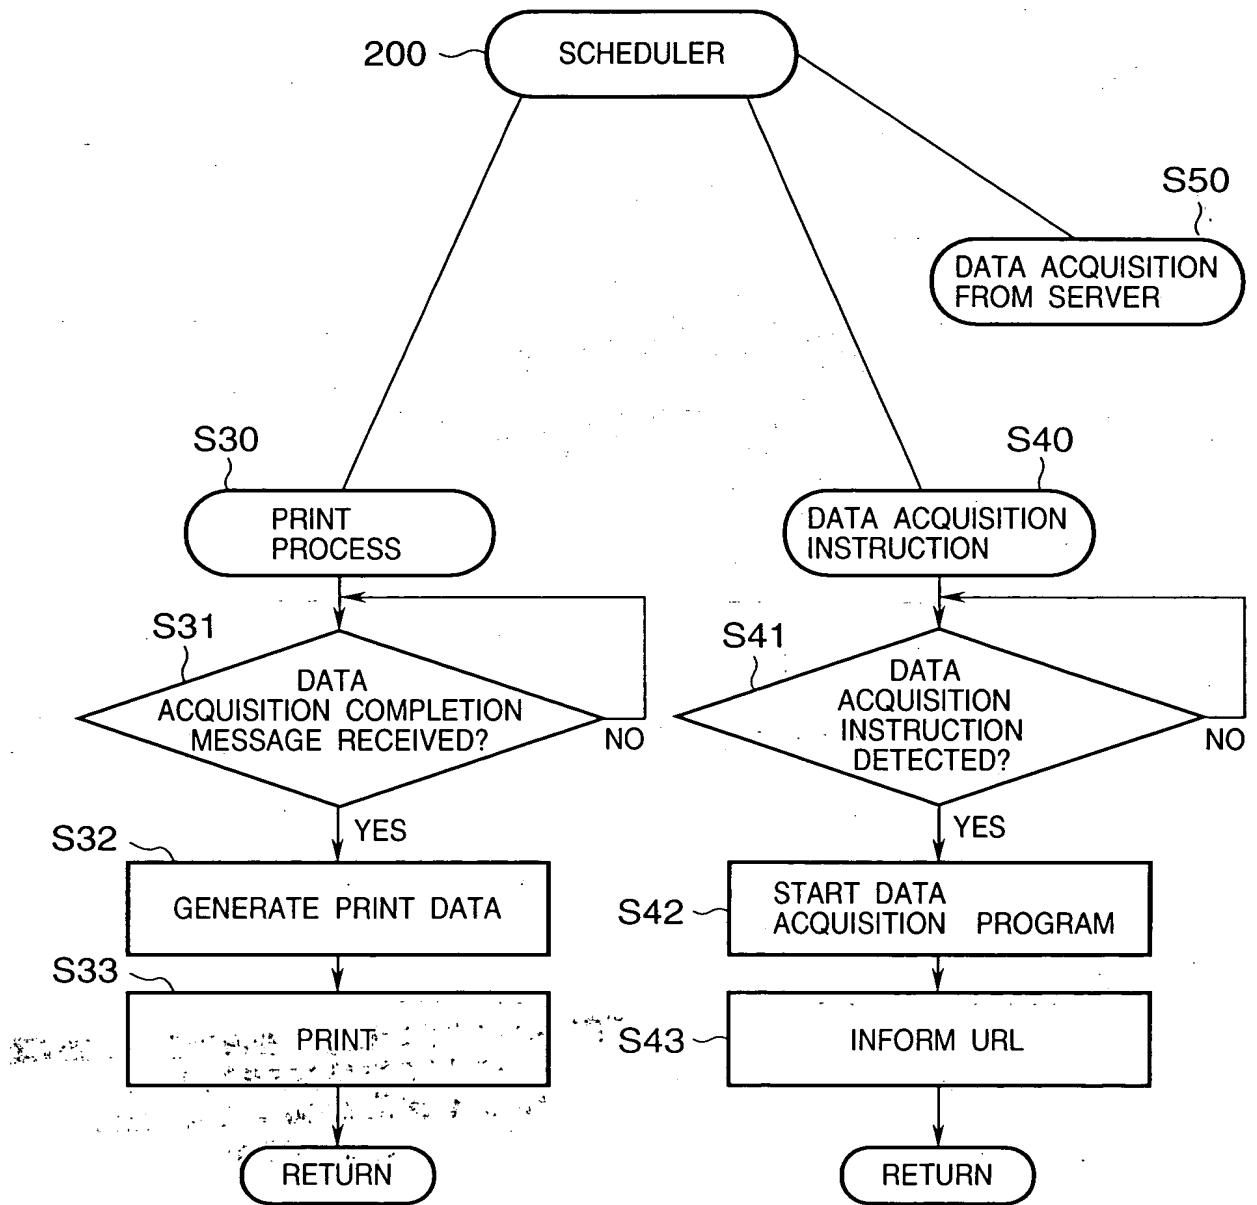 200
SCHEDULER
S50
DATA ACQUISITION
FROM SERVER
S30
PRINT
PROCESS
S31
DATA
ACQUISITION COMPLETION
MESSAGE RECEIVED?
NO
YES
S32
GENERATE PRINT DATA
S33
PRINT
RETURN
S40
DATA ACQUISITION
INSTRUCTION
S41
DATA
ACQUISITION
INSTRUCTION
DETECTED?
NO
YES
S42
START DATA
ACQUISITION PROGRAM
S43
INFORM URL
RETURN